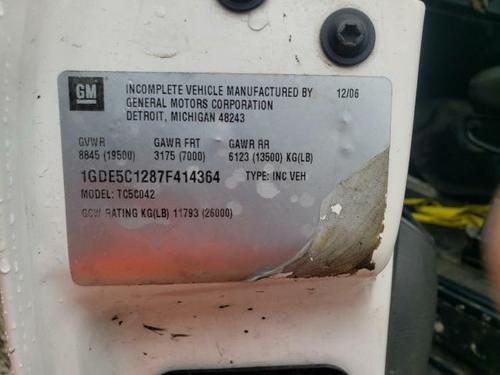 GM
INCOMPLETE VEHICLE MANUFACTURED BY 12/06
GENERAL MOTORS CORPORATION
DETROIT, MICHIGAN 48243
GVWR GAWR FRT GAWR RR
8845 (19500) 3175 (7000) 6123 (13500) KG(LB)
1GDE5C1287F414364 TYPE: INC VEH
MODEL: TC5C042
GCW RATING KG(LB) 11793 (26000)